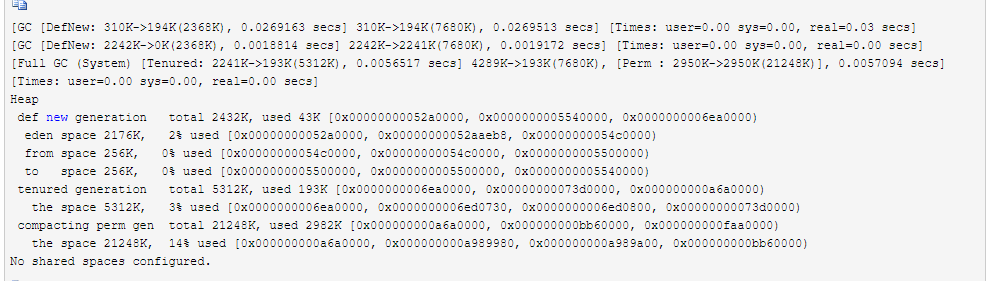 [GC [DefNew: 310K->194K(2368K), 0.0269163 secs] 310K->194K(7680K), 0.0269513 secs] [Times: user=0.00 sys=0.00, real=0.03 secs]
[GC [DefNew: 2242K->0K(2368K), 0.0018814 secs] 2242K->2241K(7680K), 0.0019172 secs] [Times: user=0.00 sys=0.00, real=0.00 secs]
[Full GC (System) [Tenured: 2241K->193K(5312K), 0.0056517 secs] 4289K->193K(7680K), [Perm : 2950K->2950K(21248K)], 0.0057094 secs]
[Times: user=0.00 sys=0.00, real=0.00 secs]
Heap
def new generation   total 2432K, used 43K [0x00000000052a0000, 0x0000000005540000, 0x0000000006ea0000)
eden space 2176K,   2% used [0x00000000052a0000, 0x00000000052aaeb8, 0x00000000054c0000)
from space 256K,   0% used [0x00000000054c0000, 0x00000000054c0000, 0x0000000005500000)
to   space 256K,   0% used [0x0000000005500000, 0x0000000005500000, 0x0000000005540000)
tenured generation   total 5312K, used 193K [0x0000000006ea0000, 0x00000000073d0000, 0x000000000a6a0000)
the space 5312K,   3% used [0x0000000006ea0000, 0x0000000006ed0730, 0x0000000006ed0800, 0x00000000073d0000)
compacting perm gen  total 21248K, used 2982K [0x000000000a6a0000, 0x000000000bb60000, 0x000000000faa0000)
the space 21248K,  14% used [0x000000000a6a0000, 0x000000000a989980, 0x000000000a989a00, 0x000000000bb60000)
No shared spaces configured.